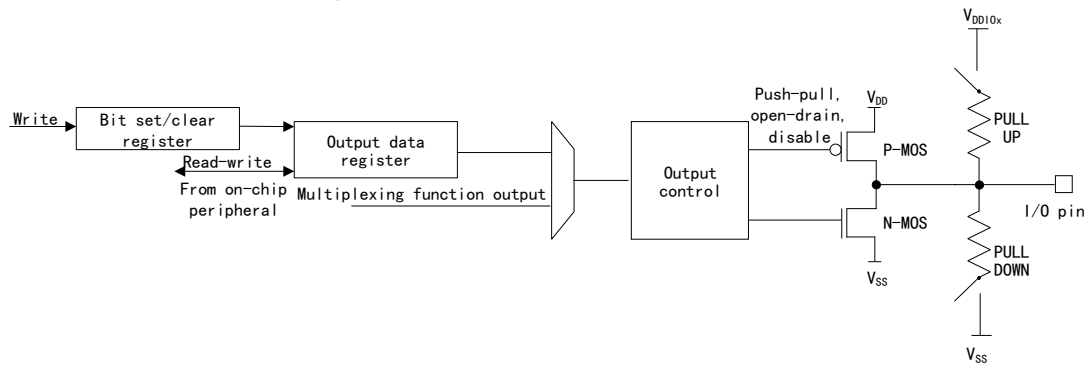 V_DDIOx
Write
Bit set/clear
register
Read-write
From on-chip
peripheral
Output data
register
Multiplexing function output
Output
control
Push-pull,
open-drain,
disable
V_DD
P-MOS
N-MOS
V_SS
PULL
UP
PULL
DOWN
I/O pin
V_SS